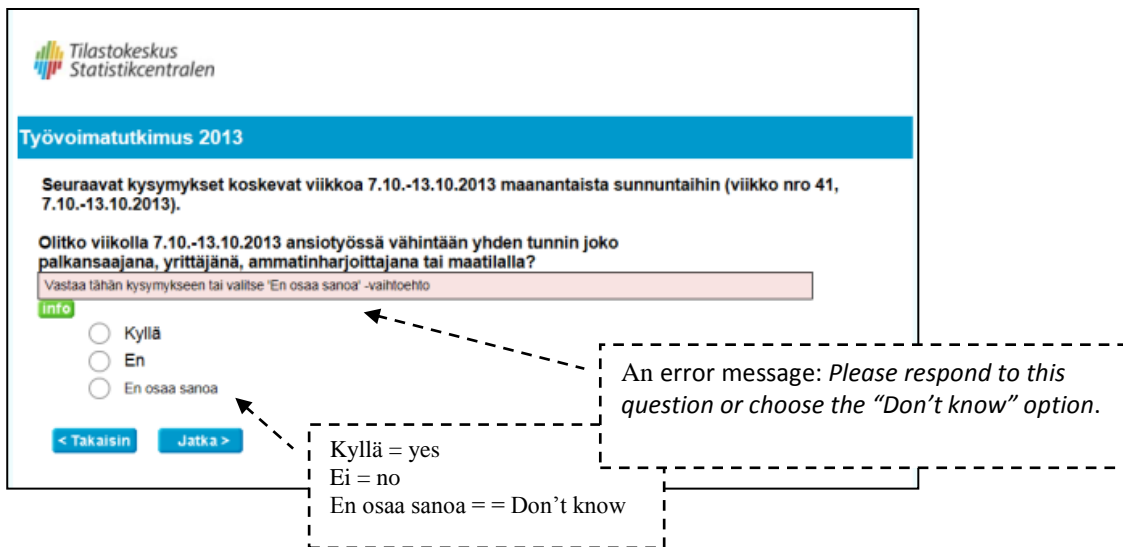 Tilastokeskus
Statistikcentralen
Työvoimatutkimus 2013
Seuraavat kysymykset koskevat viikkoa 7.10.-13.10.2013 maanantaista sunnuntaihin (viikko nro 41,
7.10.-13.10.2013).
Olitko viikolla 7.10.-13.10.2013 ansiotyössä vähintään yhden tunnin joko
palkansaajana, yrittäjänä, ammatinharjoittajana tai maatilalla?
Vastaa tähän kysymykseen tai valitse 'En osaa sanoa' -vaihtoehto
info
Kyllä
En
En osaa sanoa
< Takaisin
Jatka >
An error message: Please respond to this
question or choose the “Don’t know” option.
Kyllä = yes
Ei = no
En osaa sanoa = = Don’t know